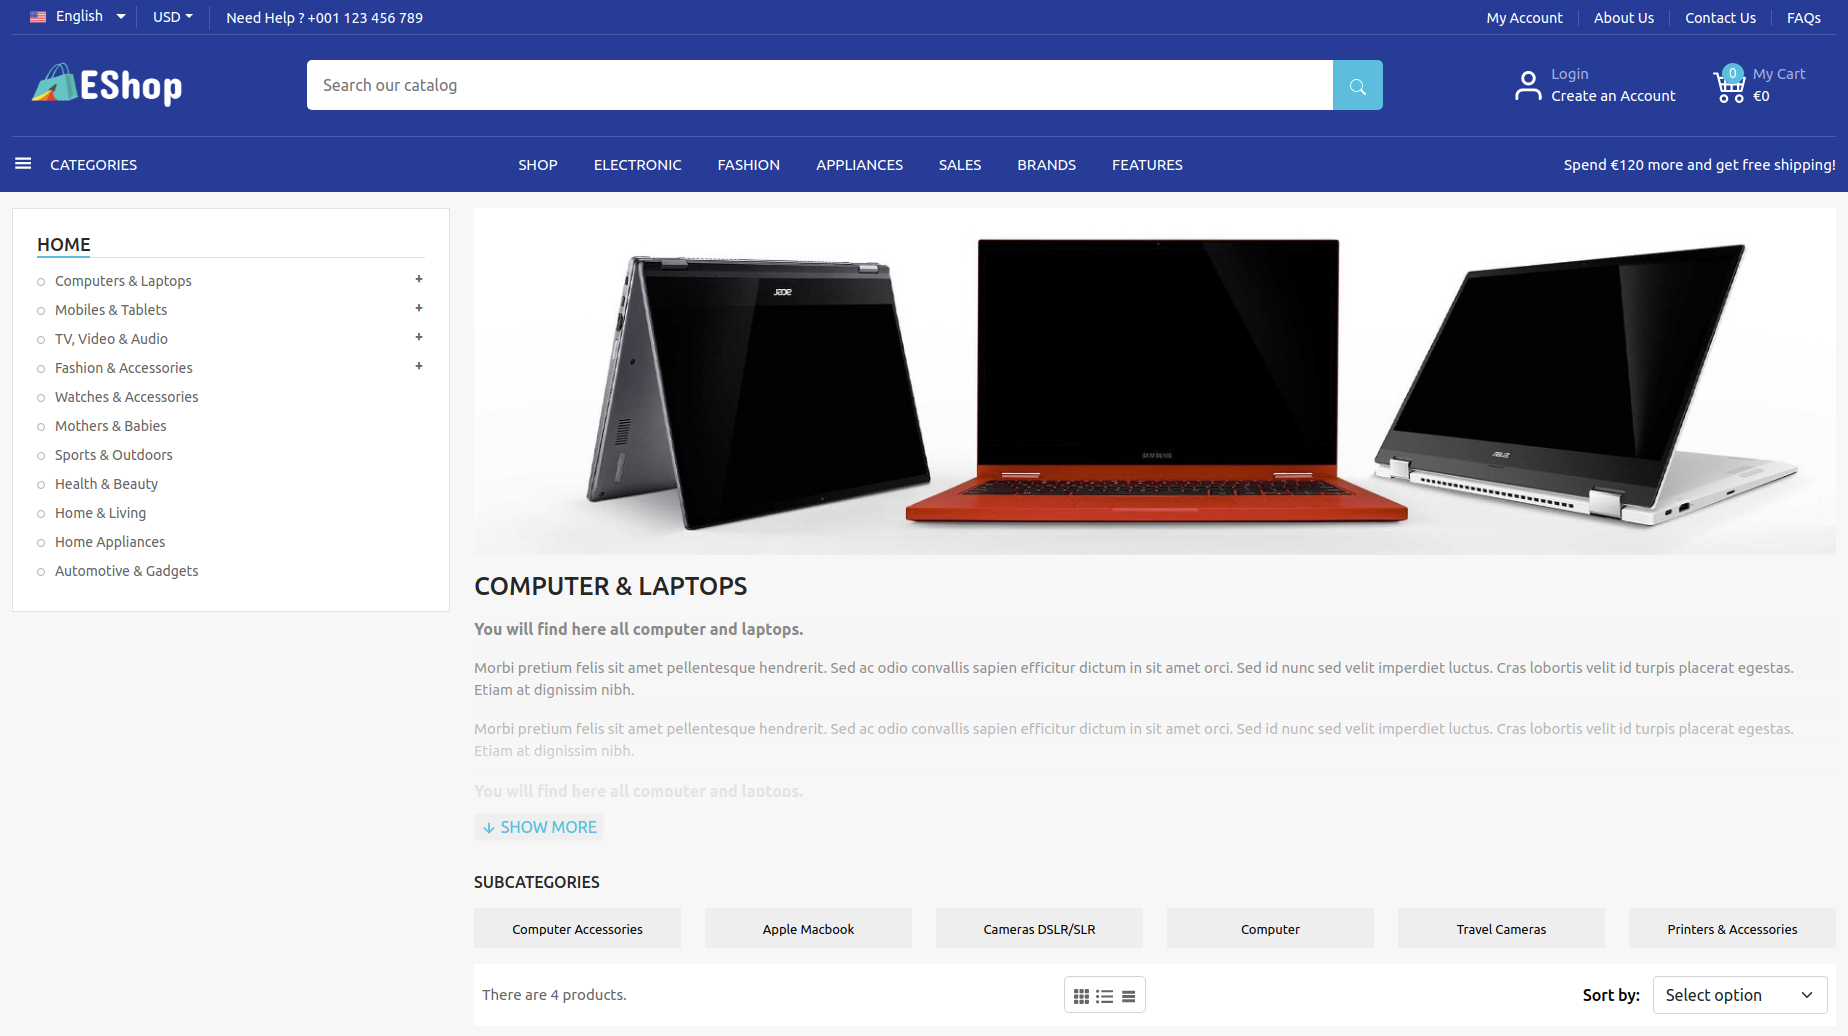 English
USD
Need Help ? +001 123 456 789
My Account
About Us
Contact Us
FAQs
EShop
Search our catalog
Login
Create an Account
0
My Cart
€0
CATEGORIES
SHOP
ELECTRONIC
FASHION
APPLIANCES
SALES
BRANDS
FEATURES
Spend €120 more and get free shipping!
HOME
Computers & Laptops
Mobiles & Tablets
TV, Video & Audio
Fashion & Accessories
Watches & Accessories
Mothers & Babies
Sports & Outdoors
Health & Beauty
Home & Living
Home Appliances
Automotive & Gadgets
acer
SAMSUNG
ASUS
COMPUTER & LAPTOPS
You will find here all computer and laptops.
Morbi pretium felis sit amet pellentesque hendrerit. Sed ac odio convallis sapien efficitur dictum in sit amet orci. Sed id nunc sed velit imperdiet luctus. Cras lobortis velit id turpis placerat egestas.
Etiam at dignissim nibh.
Morbi pretium felis sit amet pellentesque hendrerit. Sed ac odio convallis sapien efficitur dictum in sit amet orci. Sed id nunc sed velit imperdiet luctus. Cras lobortis velit id turpis placerat egestas.
Etiam at dignissim nibh.
You will find here all computer and laptops.
SHOW MORE
SUBCATEGORIES
Computer Accessories
Apple Macbook
Cameras DSLR/SLR
Computer
Travel Cameras
Printers & Accessories
There are 4 products.
Sort by:
Select option